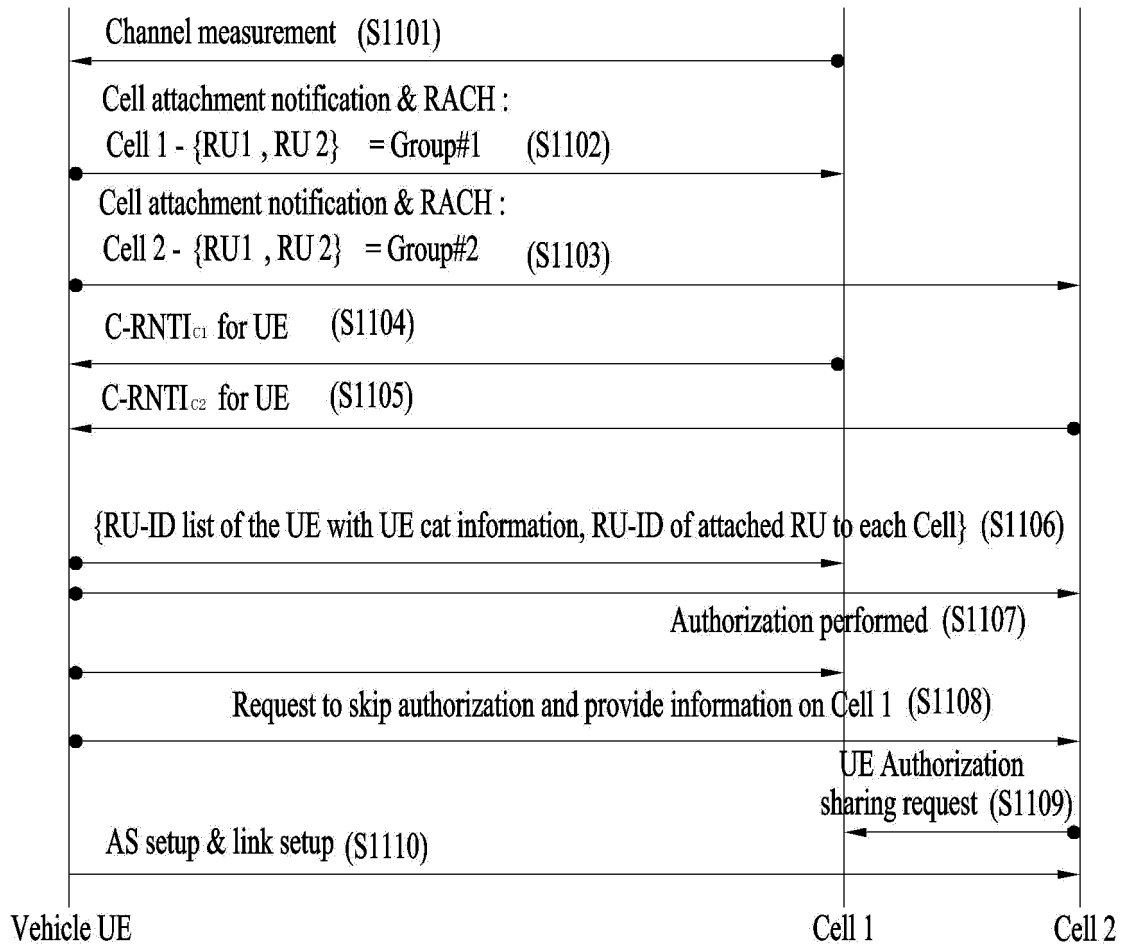 Channel measurement (S1101)
Cell attachment notification & RACH :
Cell 1 - {RU1 , RU 2} = Group#1 (S1102)
Cell attachment notification & RACH :
Cell 2 - {RU1 , RU 2} = Group#2 (S1103)
C-RNTI C1 for UE (S1104)
C-RNTI C2 for UE (S1105)
{RU-ID list of the UE with UE cat information, RU-ID of attached RU to each Cell} (S1106)
Authorization performed (S1107)
Request to skip authorization and provide information on Cell 1 (S1108)
UE Authorization
sharing request (S1109)
AS setup & link setup (S1110)
Vehicle UE Cell 1 Cell 2